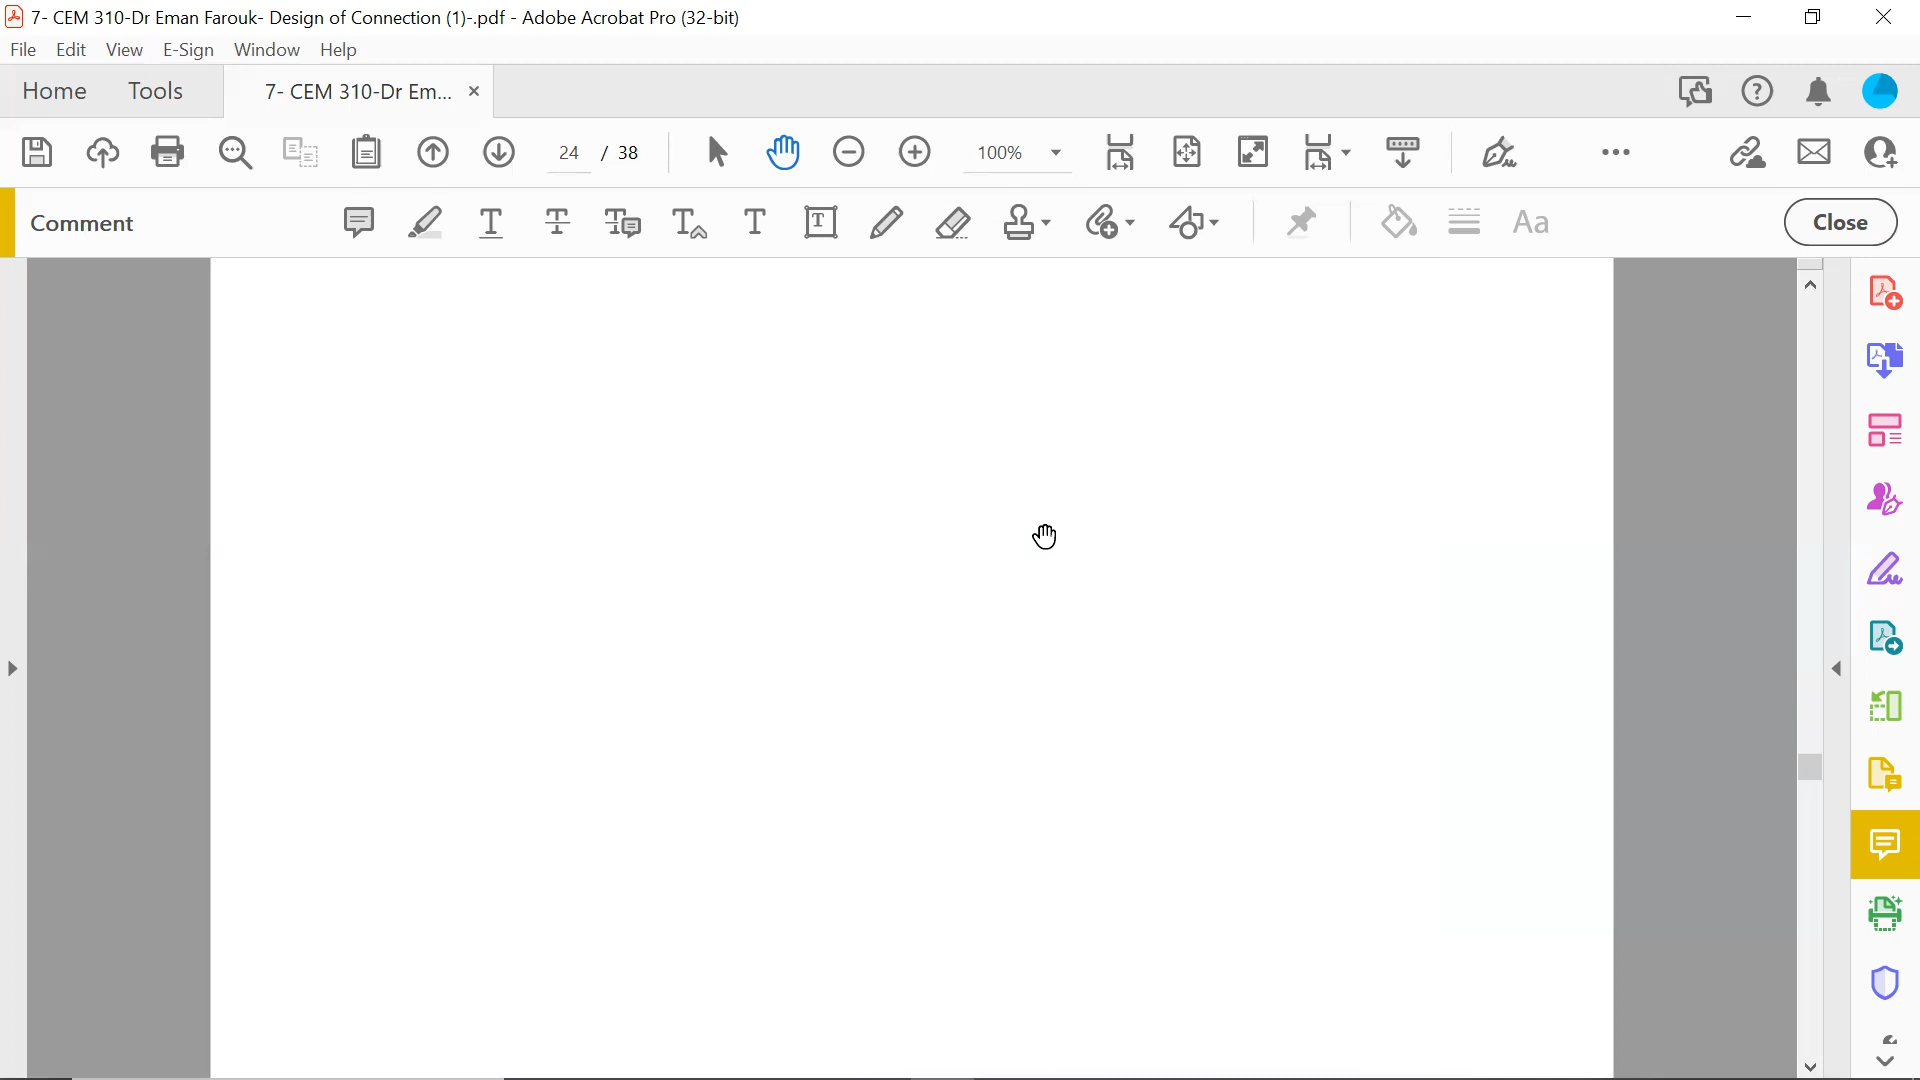 7- CEM 310-Dr Eman Farouk- Design of Connection (1)-.pdf - Adobe Acrobat Pro (32-bit)
File Edit View E-Sign Window Help
Home Tools 7- CEM 310-Dr Em... ×
24 / 38 100%
Comment T T T T T T Aa Close